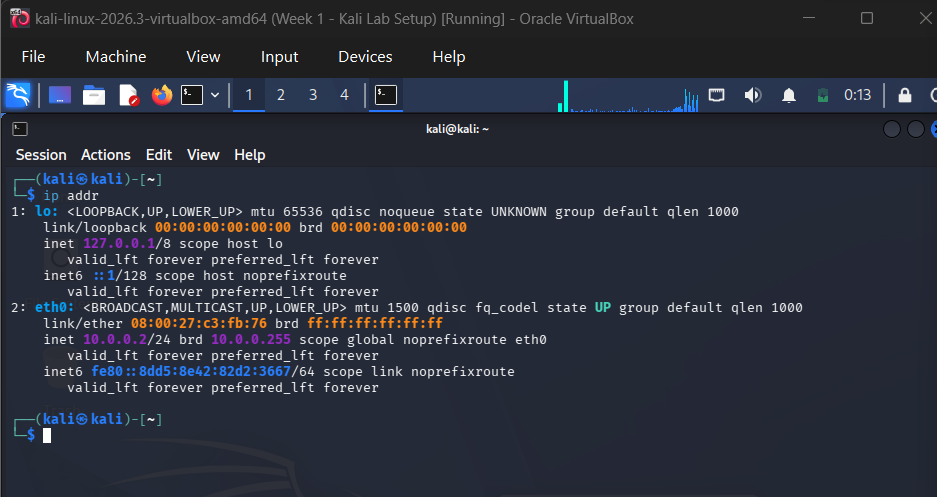 kali-linux-2026.3-virtualbox-amd64 (Week 1 - Kali Lab Setup) [Running] - Oracle VirtualBox
File Machine View Input Devices Help
1 2 3 4 0:13
kali@kali: ~
Session Actions Edit View Help
┌──(kali㉿kali)-[~]
└─$ ip addr
1: lo: <LOOPBACK,UP,LOWER_UP> mtu 65536 qdisc noqueue state UNKNOWN group default qlen 1000
    link/loopback 00:00:00:00:00:00 brd 00:00:00:00:00:00
    inet 127.0.0.1/8 scope host lo
       valid_lft forever preferred_lft forever
    inet6 ::1/128 scope host noprefixroute
       valid_lft forever preferred_lft forever
2: eth0: <BROADCAST,MULTICAST,UP,LOWER_UP> mtu 1500 qdisc fq_codel state UP group default qlen 1000
    link/ether 08:00:27:c3:fb:76 brd ff:ff:ff:ff:ff:ff
    inet 10.0.0.2/24 brd 10.0.0.255 scope global noprefixroute eth0
       valid_lft forever preferred_lft forever
    inet6 fe80::8dd5:8e42:82d2:3667/64 scope link noprefixroute
       valid_lft forever preferred_lft forever
┌──(kali㉿kali)-[~]
└─$